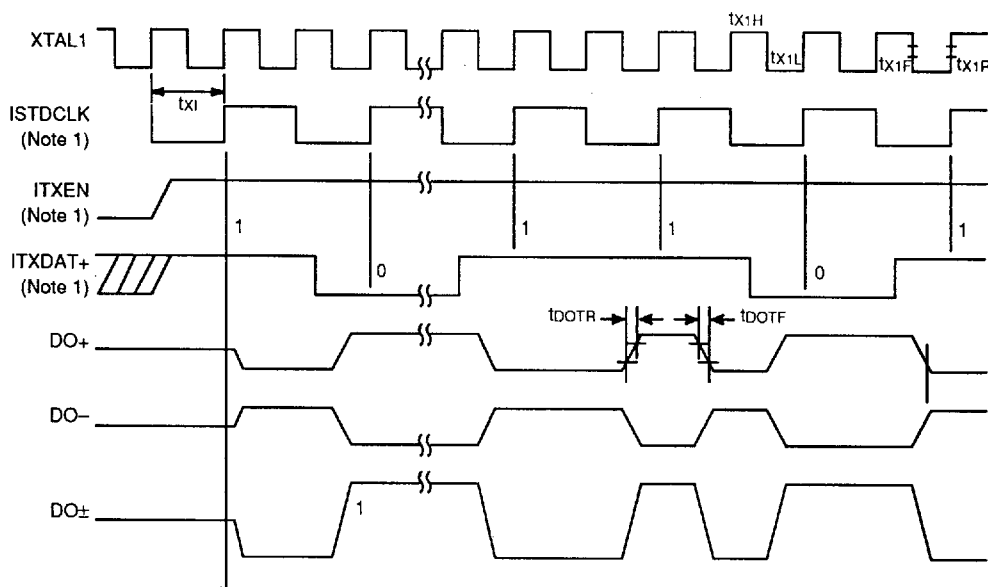 tX1H
XTAL1
tX1L
tX1F
tX1R
tXI
ISTDCLK
(Note 1)
ITXEN
(Note 1)
1
1
1
1
ITXDAT+
(Note 1)
0
0
tDOTR
tDOTF
DO+
DO–
DO±
1